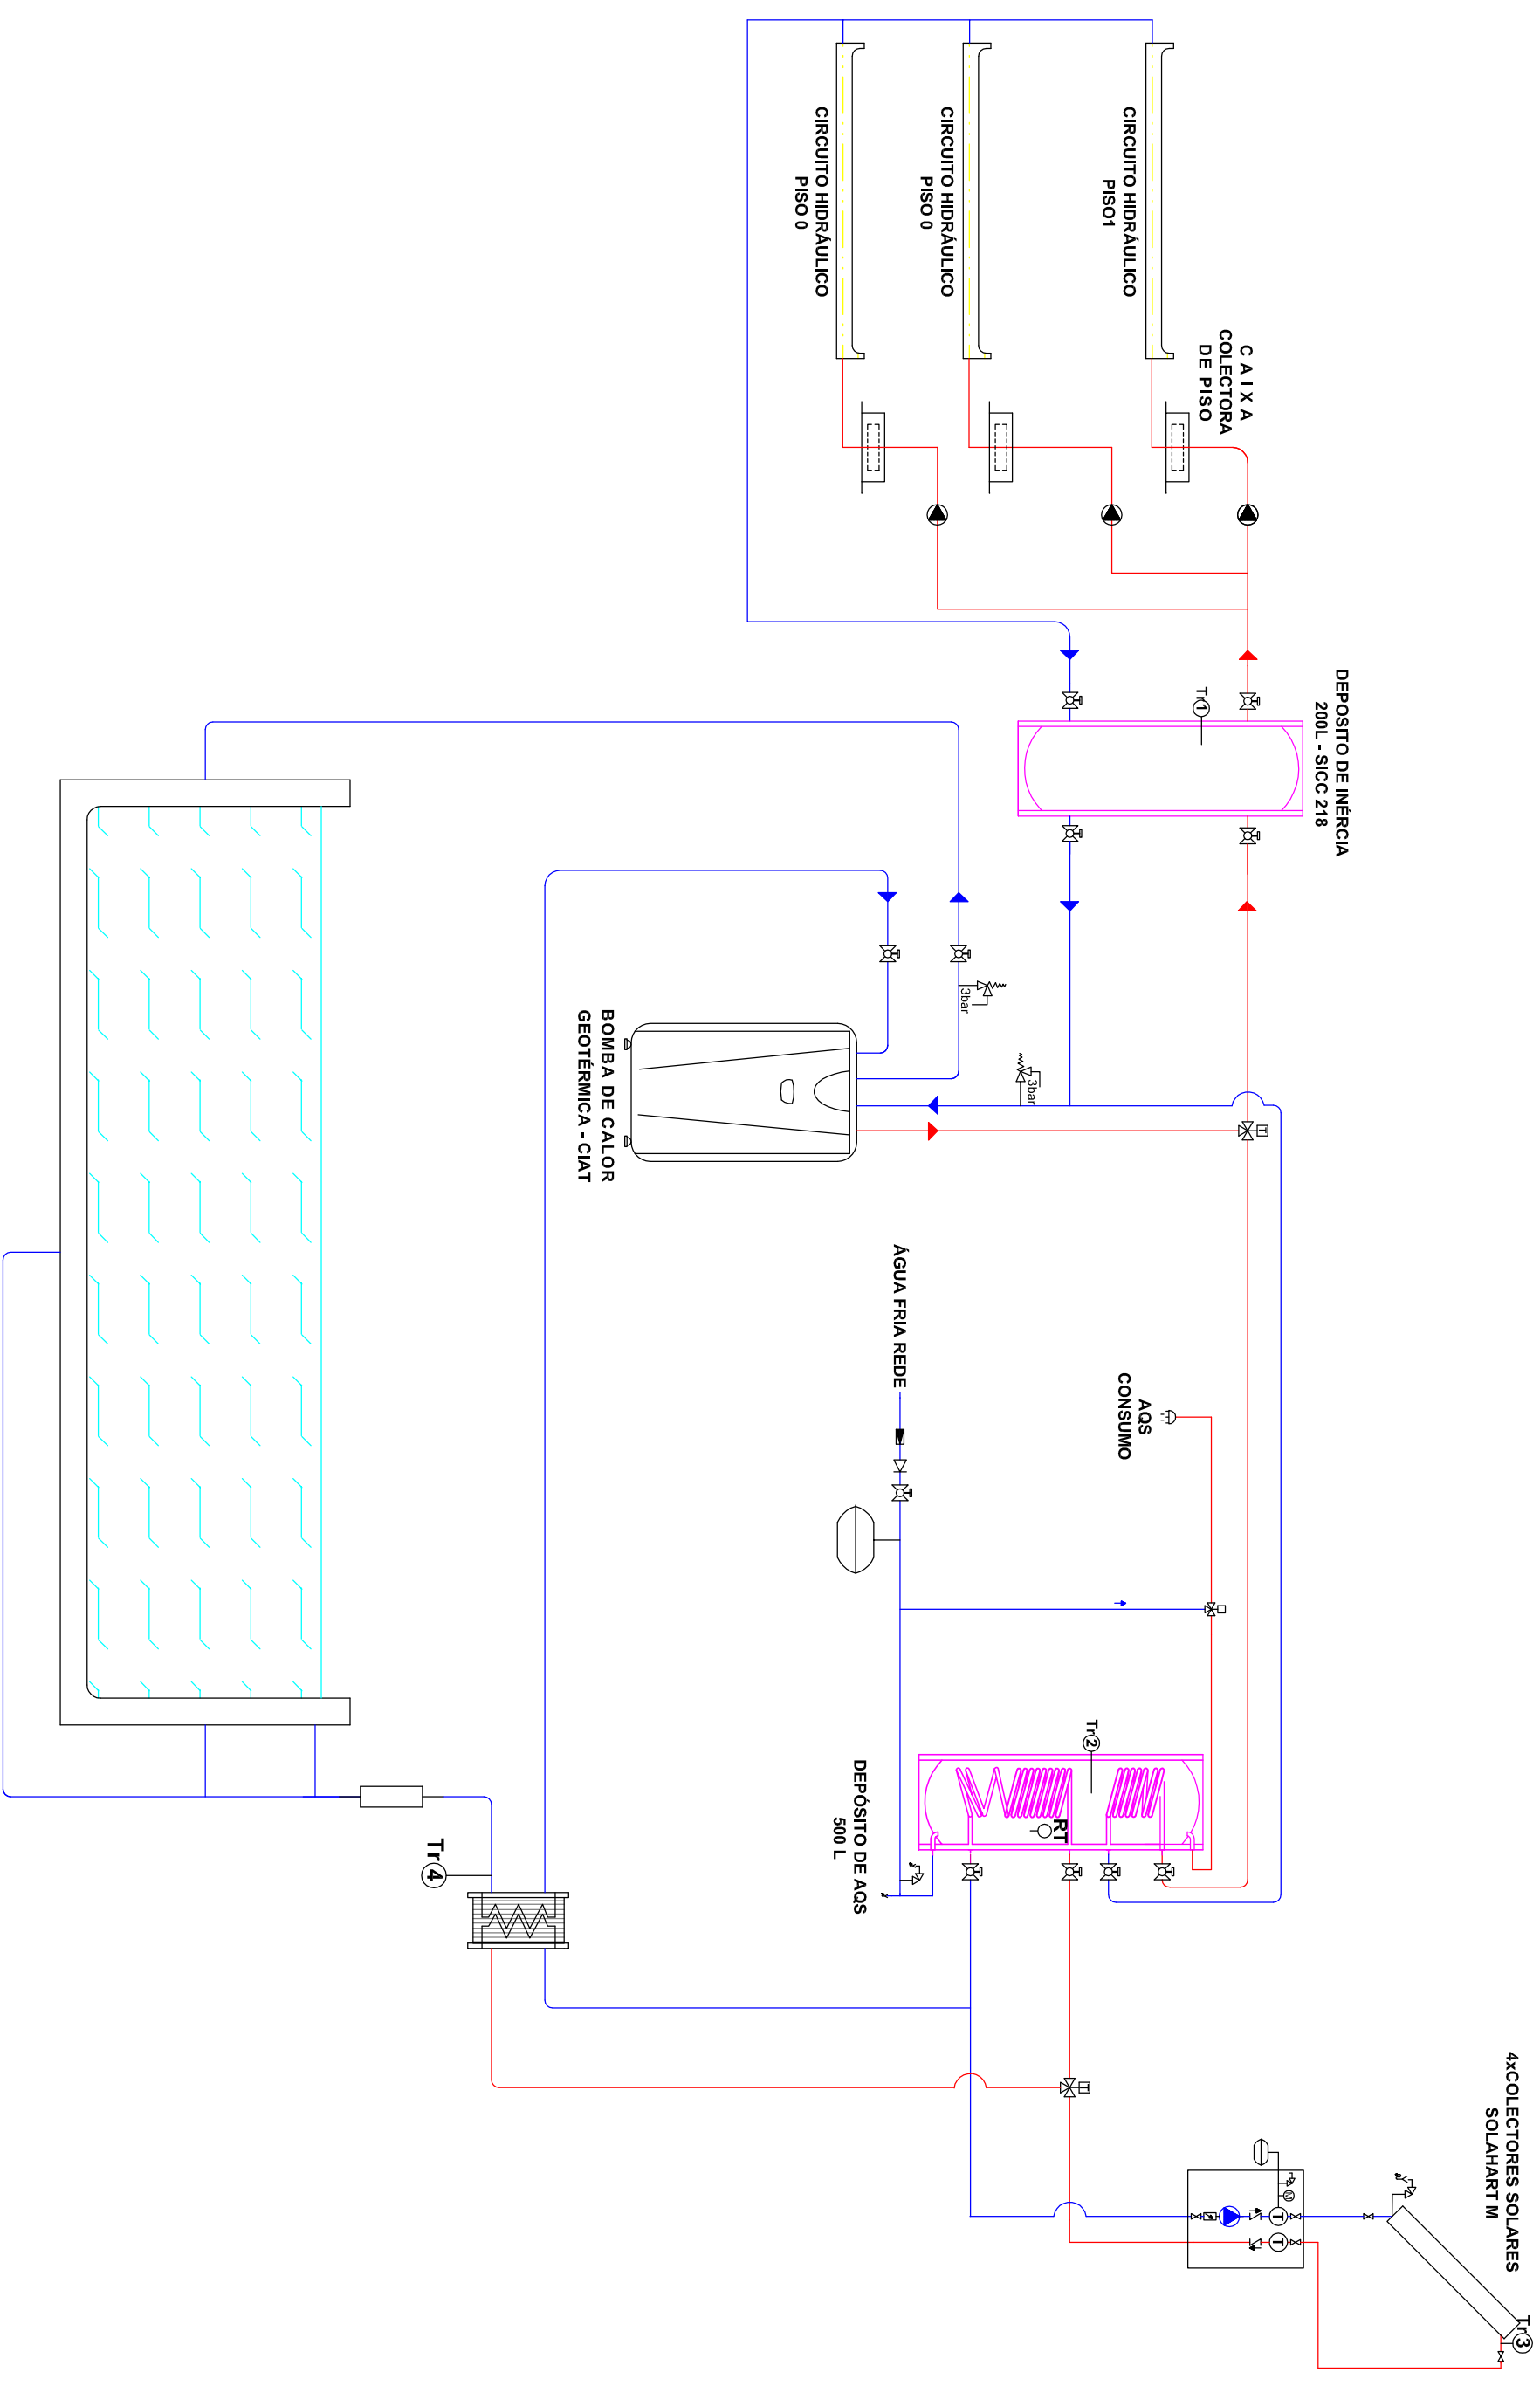 4xCOLECTORES SOLARES
SOLAHART M
Tr3
T
T
M
DEPOSITO DE INÉRCIA
200L - SICC 218
Tr1
T
C A I X A
COLECTORA
DE PISO
CIRCUITO HIDRÁULICO
PISO1
CIRCUITO HIDRÁULICO
PISO 0
CIRCUITO HIDRÁULICO
PISO 0
3bar
3bar
AQS
CONSUMO
Tr2
RT
ÁGUA FRIA REDE
DEPÓSITO DE AQS
500 L
BOMBA DE CALOR
GEOTÉRMICA - CIAT
Tr4